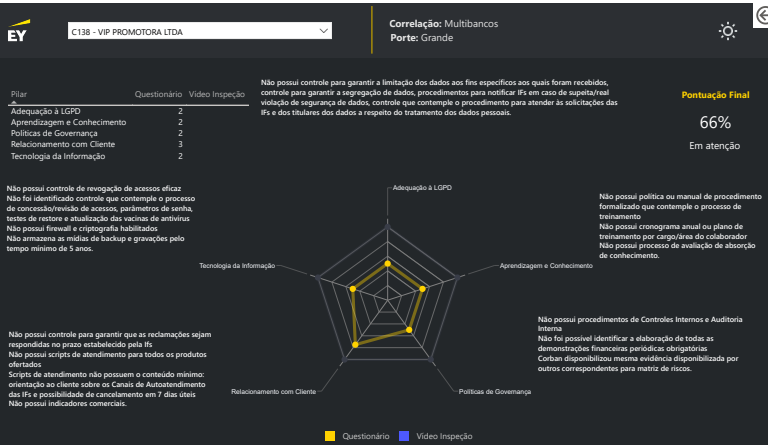 EY
C138 - VIP PROMOTORA LTDA
Correlação: Multibancos
Porte: Grande
Pilar Questionário Vídeo Inspeção
Adequação à LGPD 2
Aprendizagem e Conhecimento 2
Políticas de Governança 2
Relacionamento com Cliente 3
Tecnologia da Informação 2
Não possui controle para garantir a limitação dos dados aos fins específicos aos quais foram recebidos,
controle para garantir a segregação de dados, procedimentos para notificar IFs em caso de supeita/real
violação de segurança de dados, controle que contemple o procedimento para atender às solicitações das
IFs e dos titulares dos dados a respeito do tratamento dos dados pessoais.
Pontuação Final
66%
Em atenção
Não possui controle de revogação de acessos eficaz
Não foi identificado controle que contemple o processo
de concessão/revisão de acessos, parâmetros de senha,
testes de restore e atualização das vacinas de antivírus
Não possui firewall e criptografia habilitados
Não armazena as mídias de backup e gravações pelo
tempo mínimo de 5 anos.
Adequação à LGPD
Não possui política ou manual de procedimento
formalizado que contemple o processo de
treinamento
Não possui cronograma anual ou plano de
treinamento por cargo/área do colaborador
Não possui processo de avaliação de absorção
de conhecimento.
Tecnologia da Informação
Aprendizagem e Conhecimento
Não possui controle para garantir que as reclamações sejam
respondidas no prazo estabelecido pela Ifs
Não possui scripts de atendimento para todos os produtos
ofertados
Scripts de atendimento não possuem o conteúdo mínimo:
orientação ao cliente sobre os Canais de Autoatendimento
das IFs e possibilidade de cancelamento em 7 dias úteis
Não possui indicadores comerciais.
Não possui procedimentos de Controles Internos e Auditoria
Interna
Não foi possível identificar a elaboração de todas as
demonstrações financeiras periódicas obrigatórias
Corban disponibilizou mesma evidência disponibilizada por
outros correspondentes para matriz de riscos.
Relacionamento com Cliente
Políticas de Governança
Questionário Vídeo Inspeção